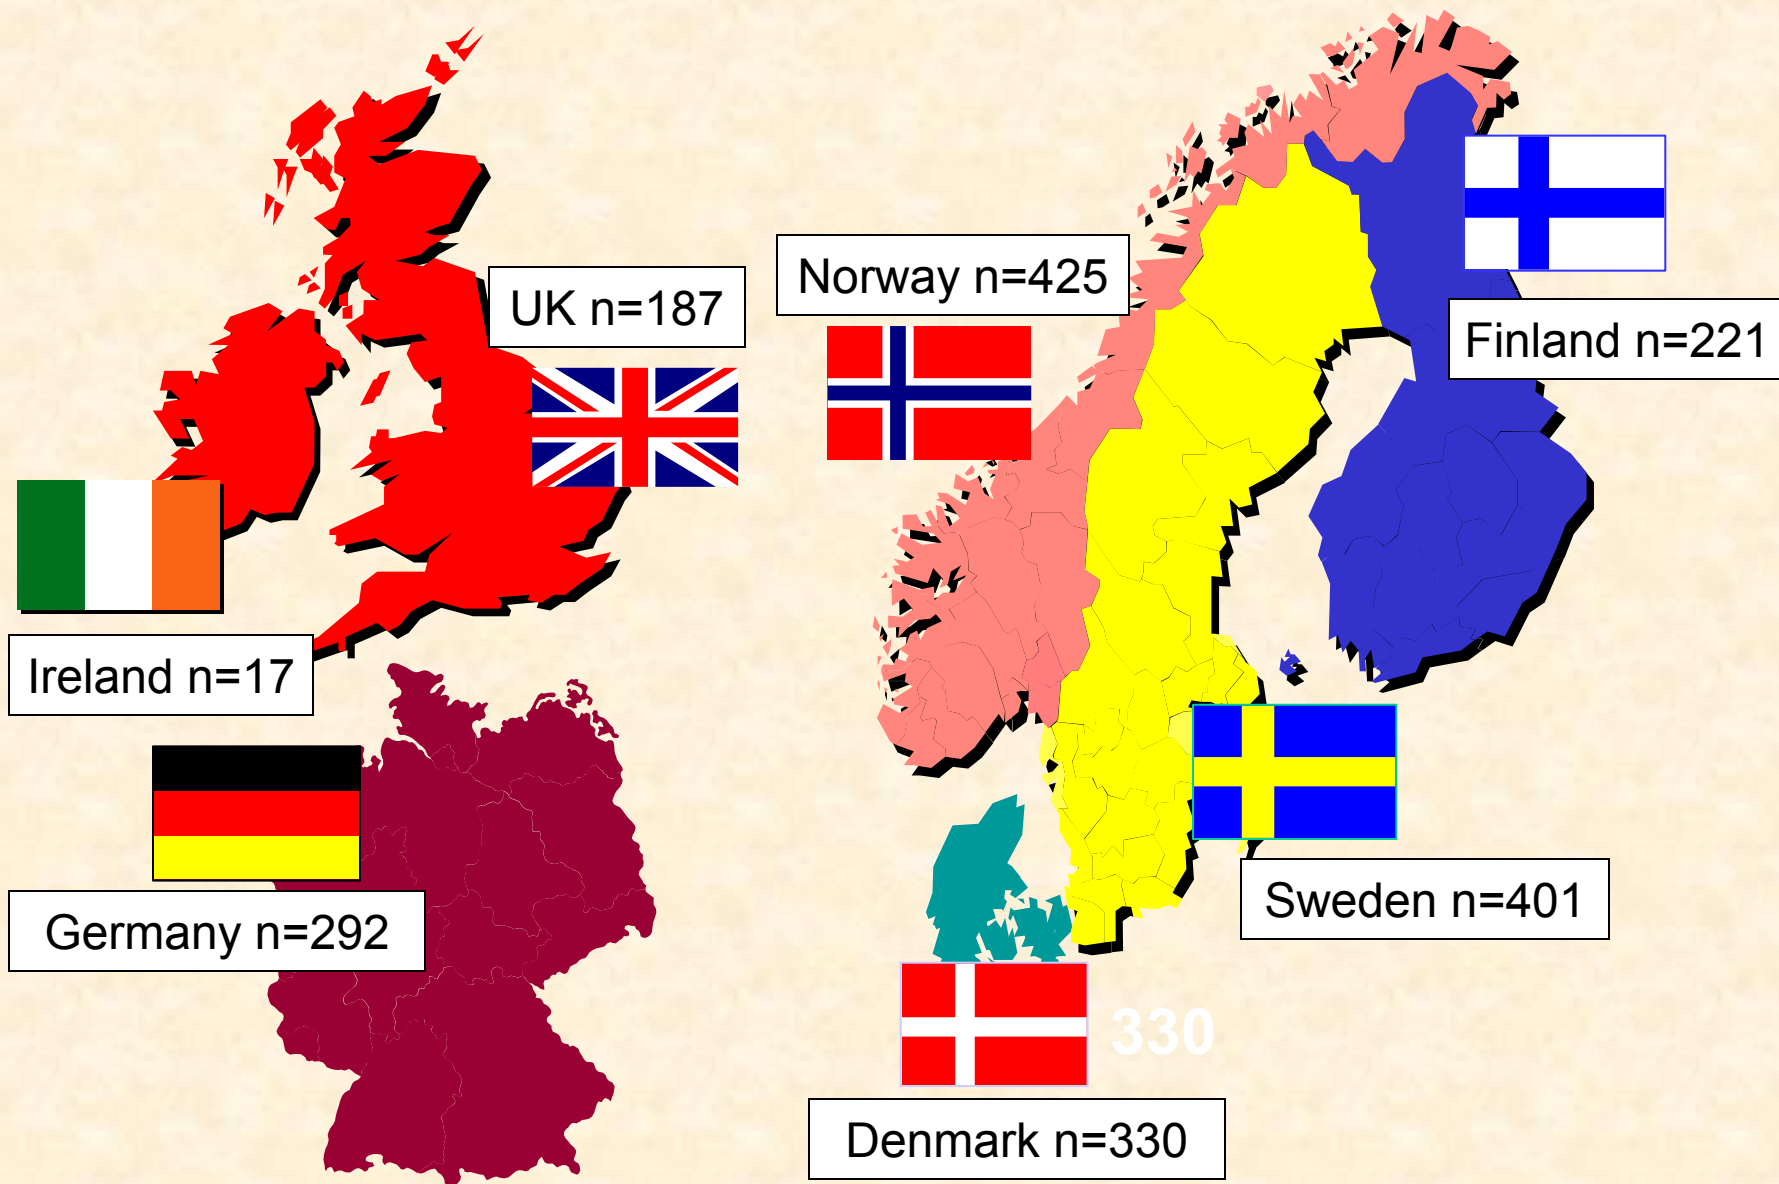 UK n=187
Norway n=425
Finland n=221
Ireland n=17
Germany n=292
Sweden n=401
330
Denmark n=330